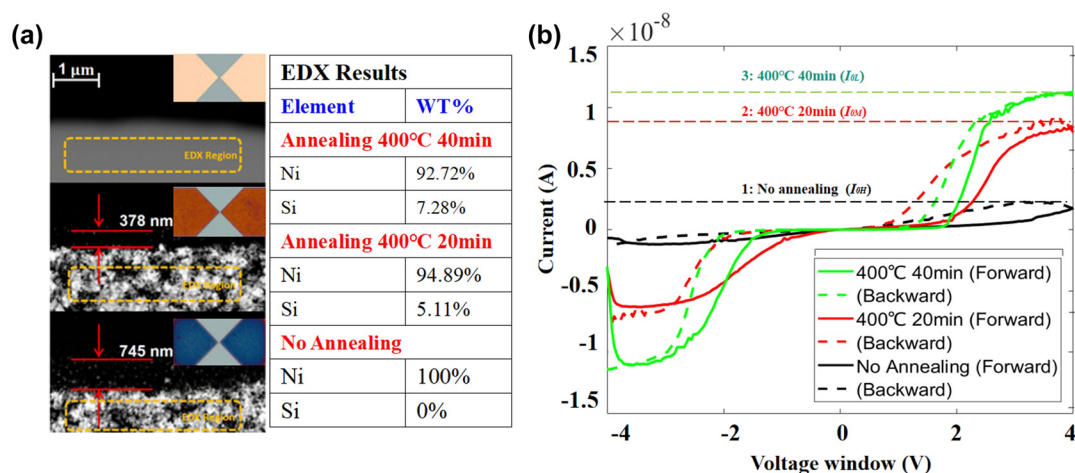 (a)
1 μm
EDX Region
378 nm
EDX Region
745 nm
EDX Region
EDX Results
Element WT%
Annealing 400°C 40min
Ni 92.72%
Si 7.28%
Annealing 400°C 20min
Ni 94.89%
Si 5.11%
No Annealing
Ni 100%
Si 0%
(b)
×10⁻⁸
1.5
1
0.5
0
-0.5
-1
-1.5
Current (A)
3: 400°C 40min (I0L)
2: 400°C 20min (I0M)
1: No annealing (I0H)
400℃ 40min (Forward)
(Backward)
400℃ 20min (Forward)
(Backward)
No Annealing (Forward)
(Backward)
-4 -2 0 2 4
Voltage window (V)